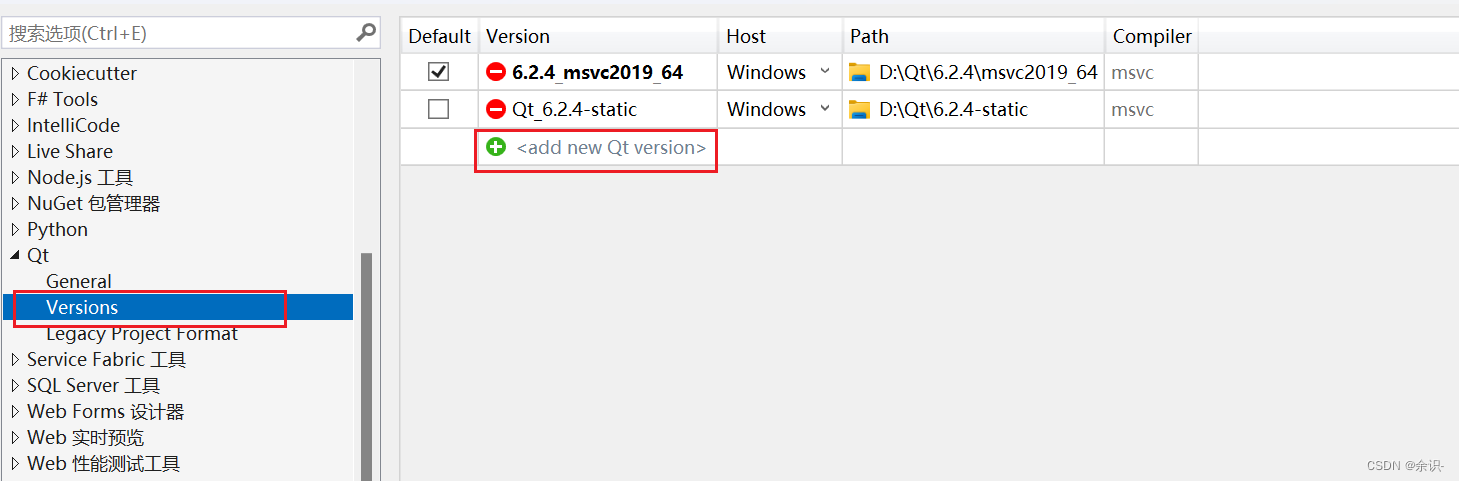 搜索选项(Ctrl+E)
Cookiecutter
F# Tools
IntelliCode
Live Share
Node.js 工具
NuGet 包管理器
Python
Qt
General
Versions
Legacy Project Format
Service Fabric 工具
SQL Server 工具
Web Forms 设计器
Web 实时预览
Web 性能测试工具
Default Version Host Path Compiler
6.2.4_msvc2019_64 Windows D:\Qt\6.2.4\msvc2019_64 msvc
Qt_6.2.4-static Windows D:\Qt\6.2.4-static msvc
<add new Qt version>
CSDN @余识-